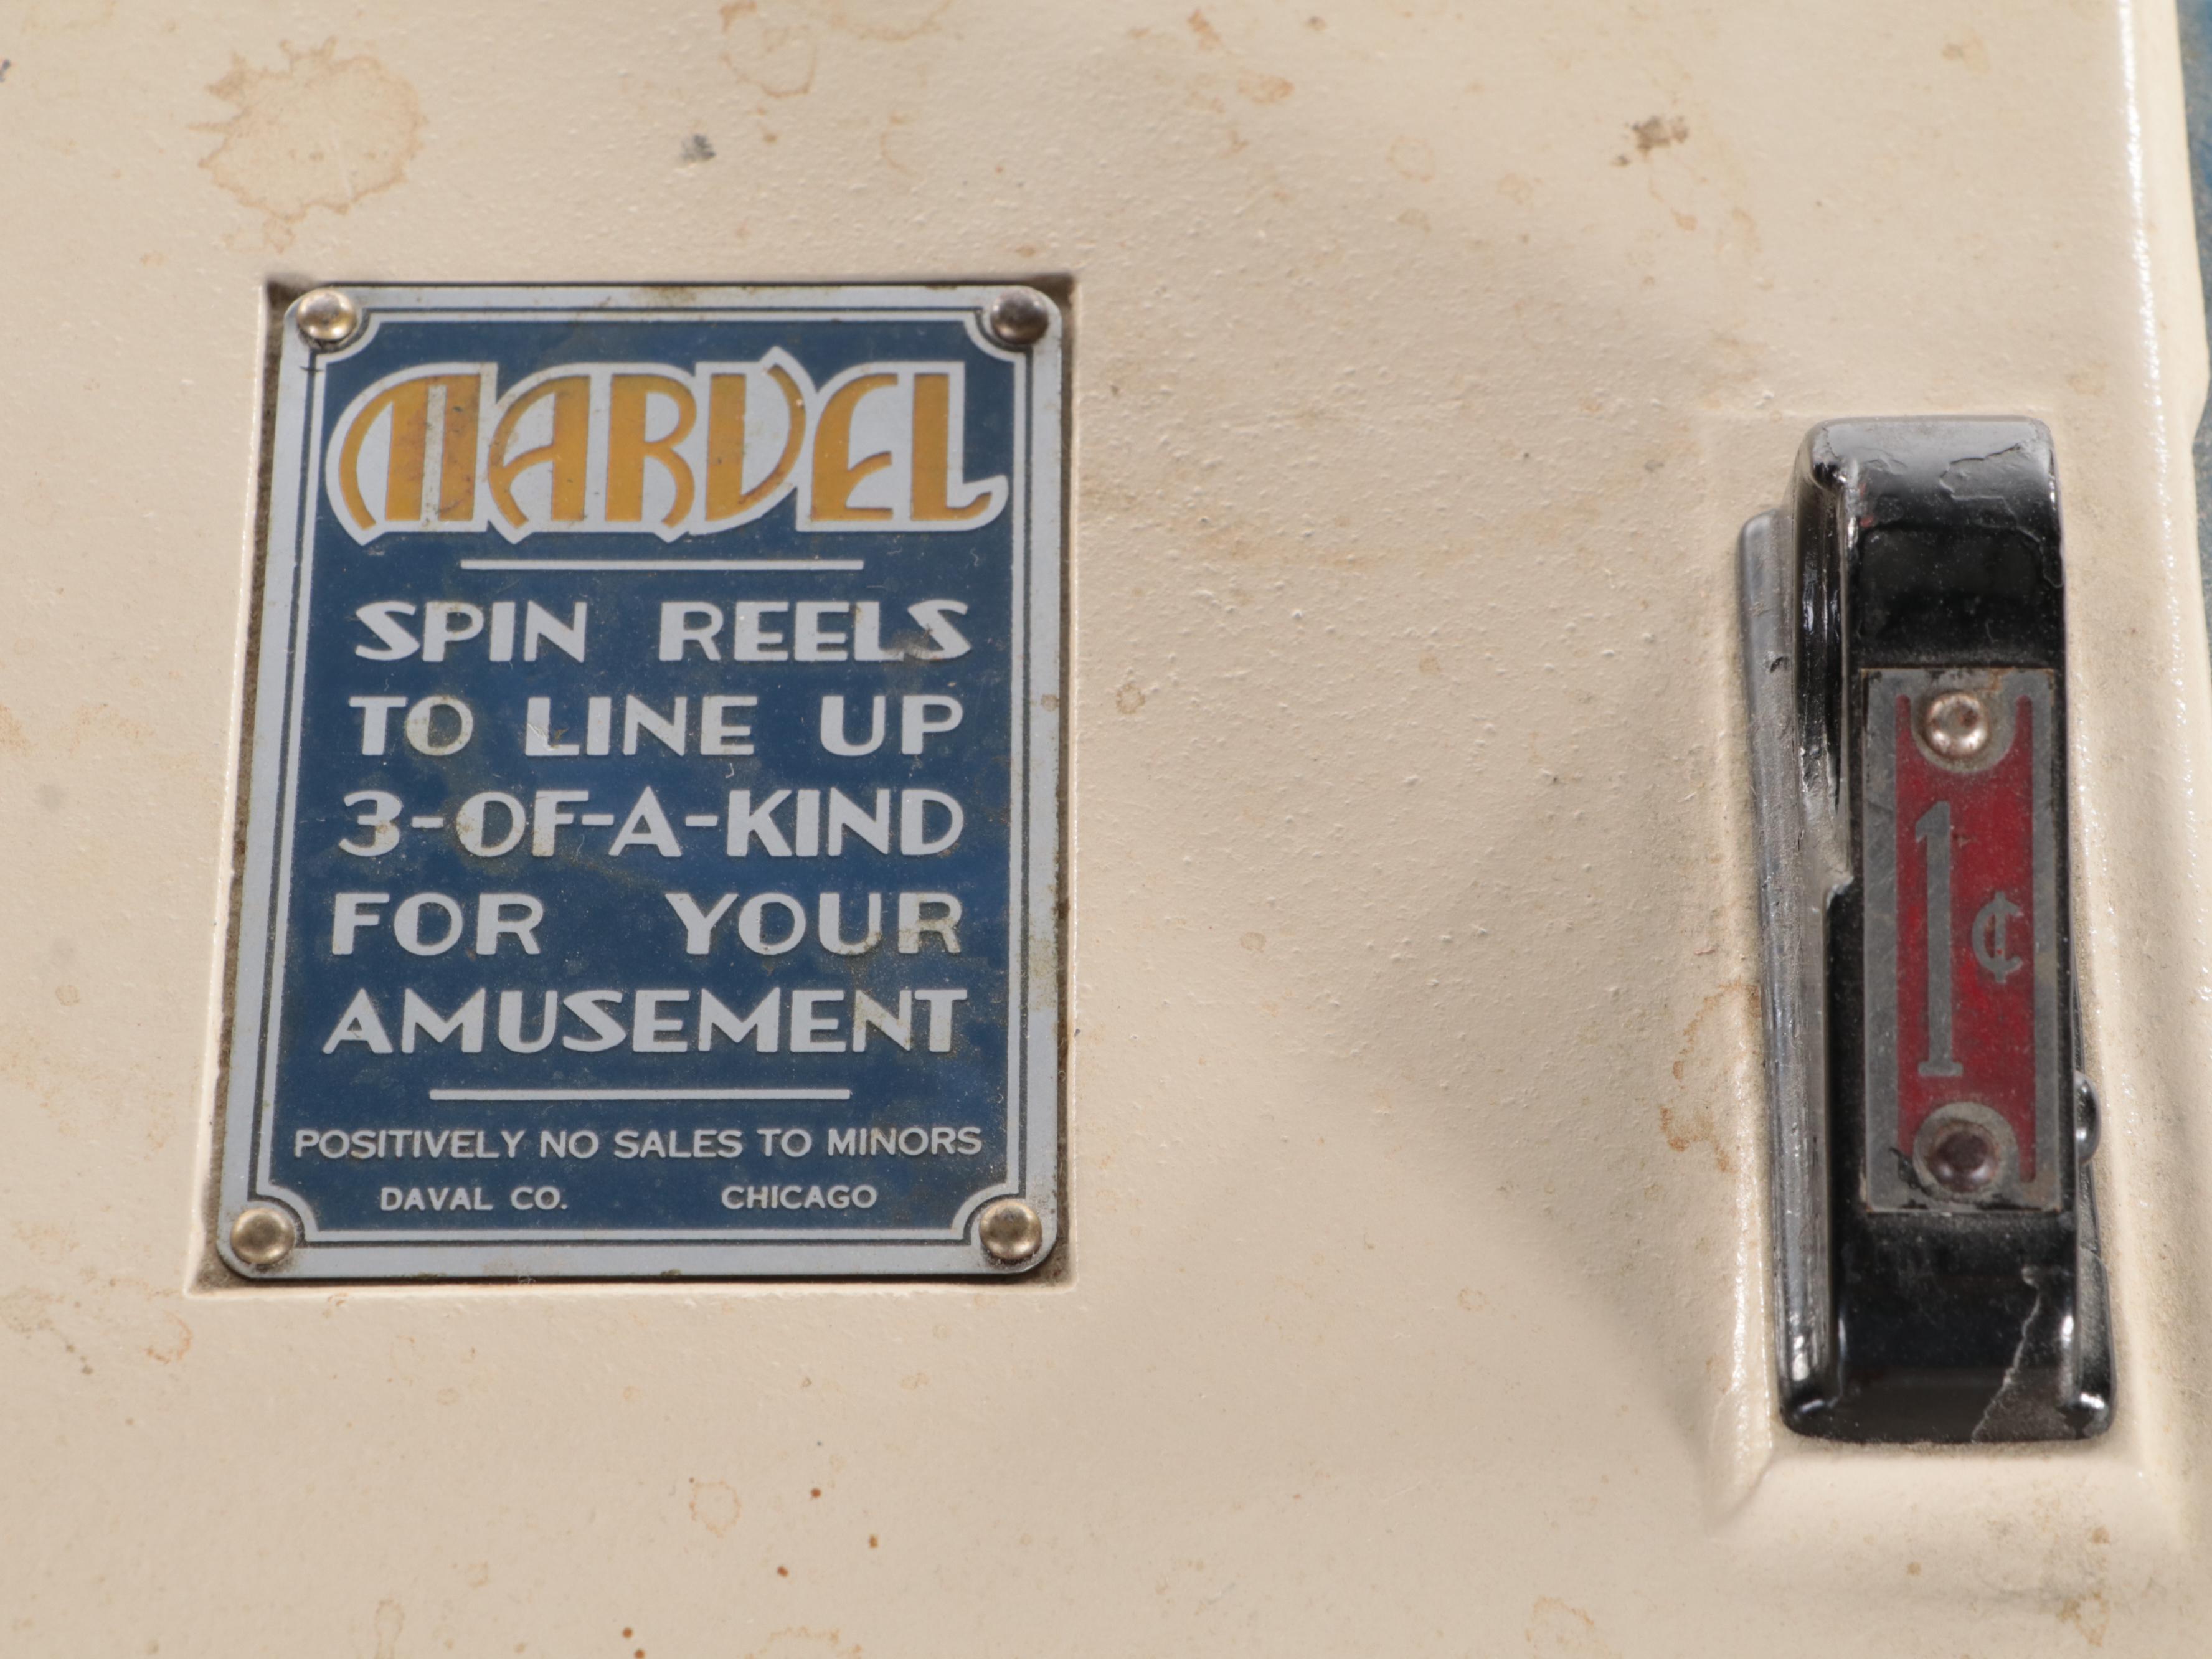 MARVEL
SPIN REELS
TO LINE UP
3-OF-A-KIND
FOR YOUR
AMUSEMENT
POSITIVELY NO SALES TO MINORS
DAVAL CO. CHICAGO
1¢